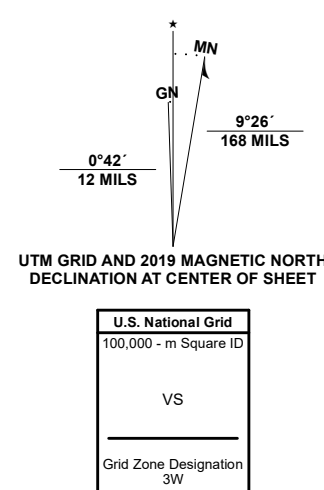 ★
MN
GN
9°26´
168 MILS
0°42´
12 MILS
UTM GRID AND 2019 MAGNETIC NORTH
DECLINATION AT CENTER OF SHEET
U.S. National Grid
100,000 - m Square ID
VS
Grid Zone Designation
3W